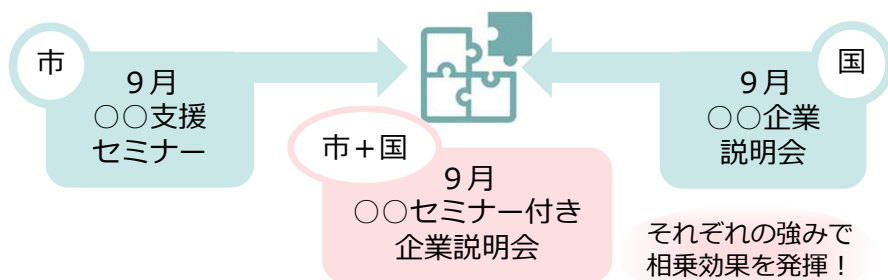 市
９月
○○支援
セミナー
国
９月
○○企業
説明会
市＋国
９月
○○セミナー付き
企業説明会
それぞれの強みで
相乗効果を発揮！